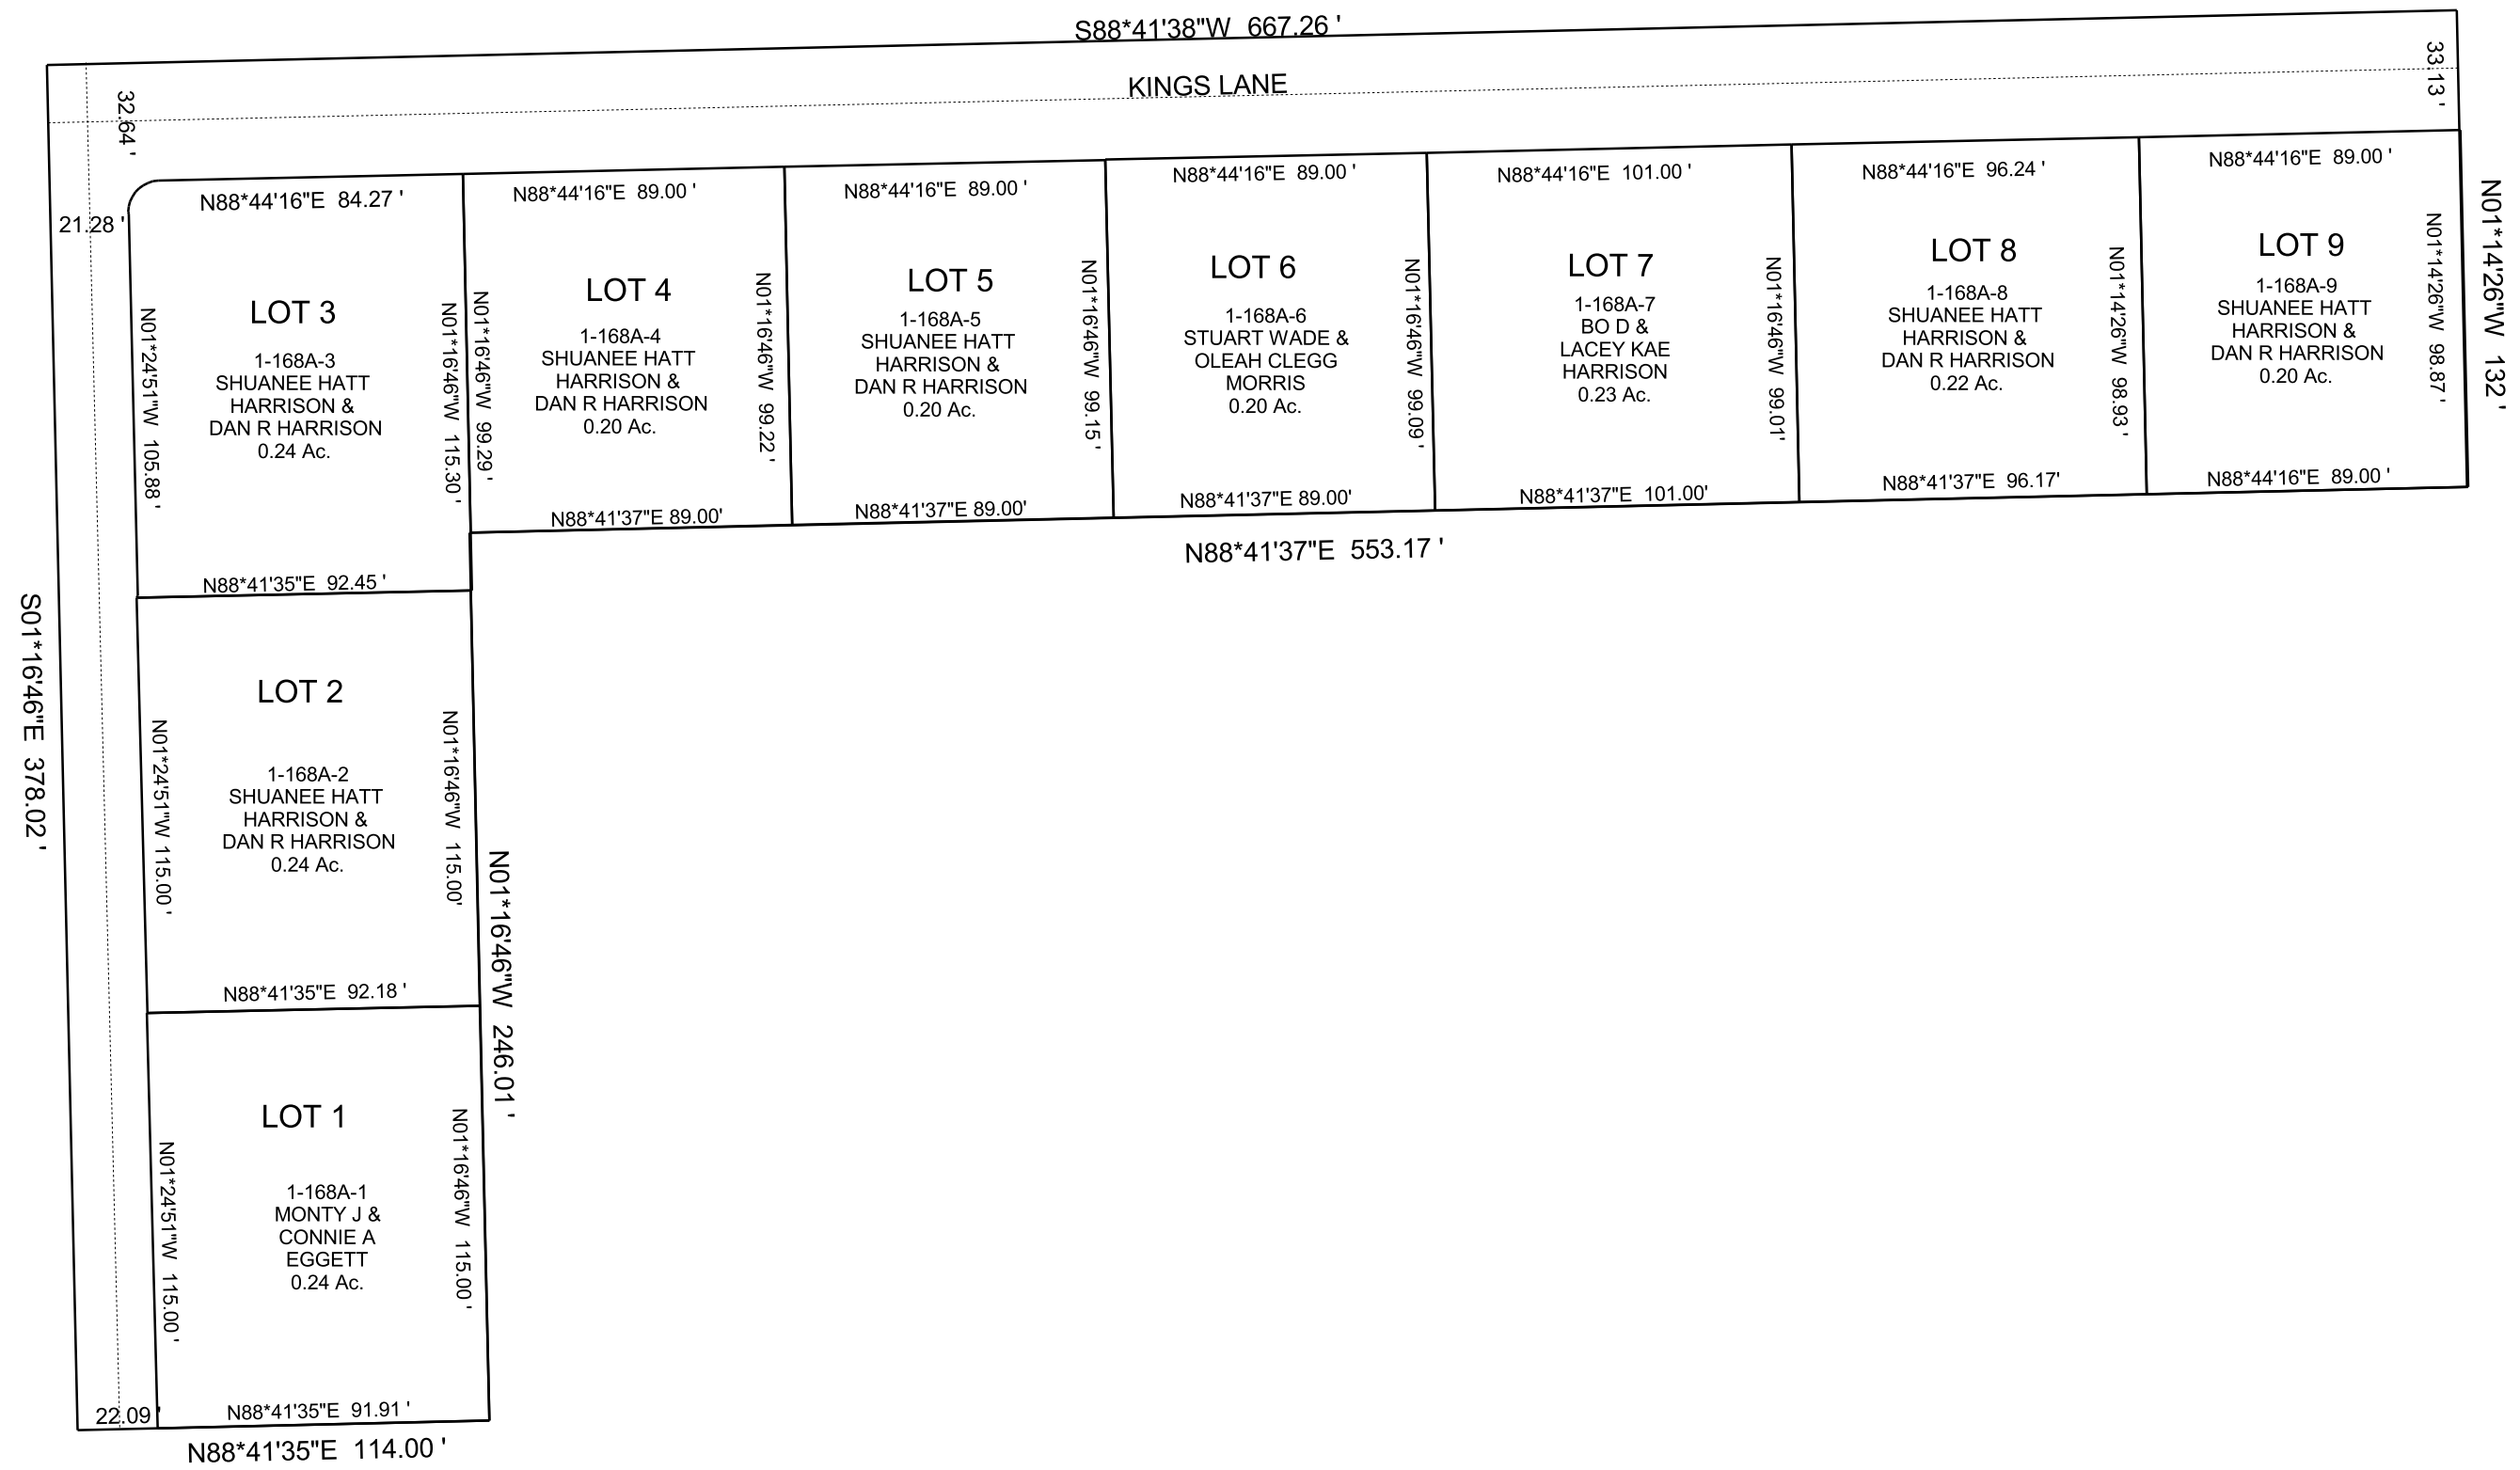 S88*41'38"W 667.26 '
KINGS LANE
33.13 '
32.64 '
21.28 '
N88*44'16"E 84.27 '
N88*44'16"E 89.00 '
N88*44'16"E 89.00 '
N88*44'16"E 89.00 '
N88*44'16"E 101.00 '
N88*44'16"E 96.24 '
N88*44'16"E 89.00 '
N01*14'26"W 132 '
LOT 3
1-168A-3
SHUANEE HATT
HARRISON &
DAN R HARRISON
0.24 Ac.
N01*24'51"W 105.88 '
N01*16'46"W 115.30 '
N88*41'35"E 92.45 '
N01*16'46"W 99.29 '
LOT 4
1-168A-4
SHUANEE HATT
HARRISON &
DAN R HARRISON
0.20 Ac.
N01*16'46"W 99.22 '
N88*41'37"E 89.00'
LOT 5
1-168A-5
SHUANEE HATT
HARRISON &
DAN R HARRISON
0.20 Ac.
N01*16'46"W 99.15 '
N88*41'37"E 89.00'
LOT 6
1-168A-6
STUART WADE &
OLEAH CLEGG
MORRIS
0.20 Ac.
N01*16'46"W 99.09 '
N88*41'37"E 89.00'
LOT 7
1-168A-7
BO D &
LACEY KAE
HARRISON
0.23 Ac.
N01*16'46"W 99.01'
N88*41'37"E 101.00'
LOT 8
1-168A-8
SHUANEE HATT
HARRISON &
DAN R HARRISON
0.22 Ac.
N01*14'26"W 98.93 '
N88*41'37"E 96.17'
LOT 9
1-168A-9
SHUANEE HATT
HARRISON &
DAN R HARRISON
0.20 Ac.
N01*14'26"W 98.87 '
N88*44'16"E 89.00 '
N88*41'37"E 553.17 '
S01*16'46"E 378.02 '
LOT 2
1-168A-2
SHUANEE HATT
HARRISON &
DAN R HARRISON
0.24 Ac.
N01*24'51"W 115.00 '
N01*16'46"W 115.00'
N88*41'35"E 92.18 '
N01*16'46"W 246.01 '
LOT 1
1-168A-1
MONTY J &
CONNIE A
EGGETT
0.24 Ac.
N01*24'51"W 115.00 '
N01*16'46"W 115.00 '
22.09 '
N88*41'35"E 91.91 '
N88*41'35"E 114.00 '